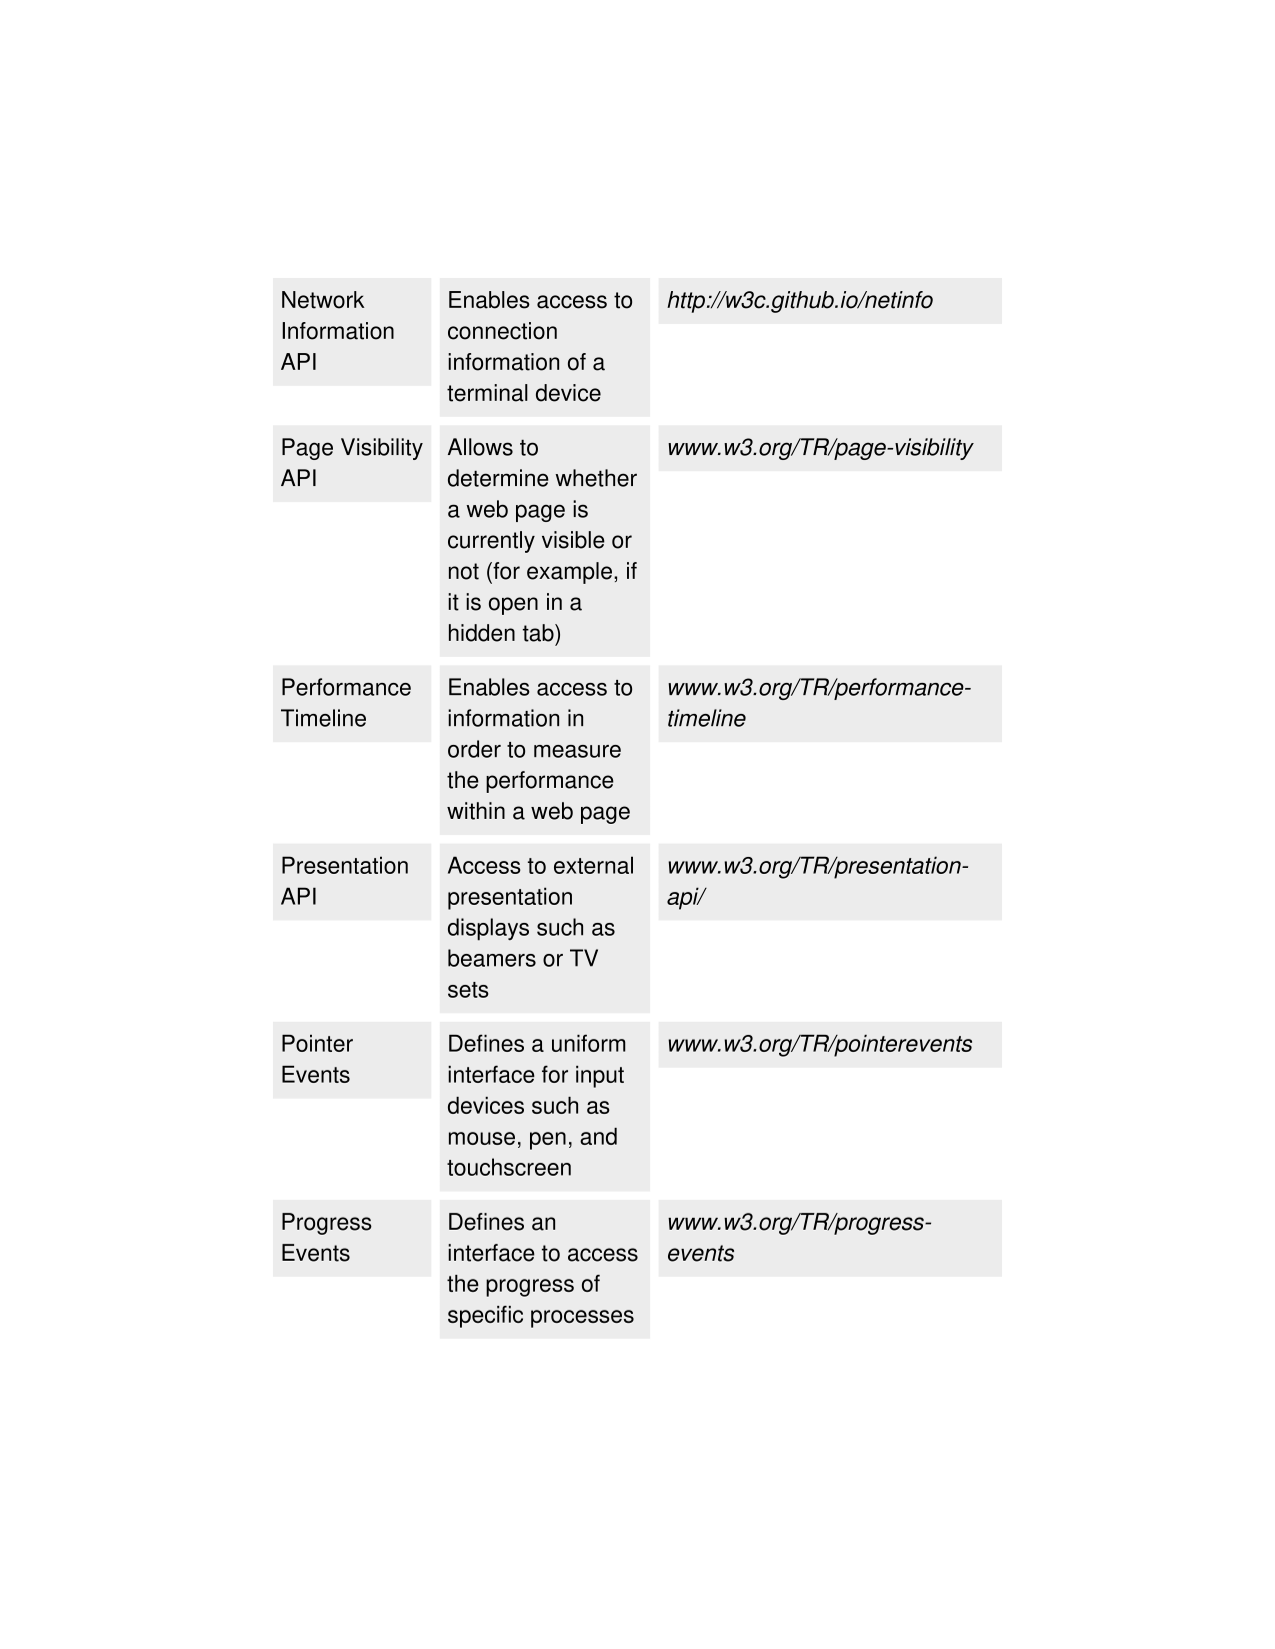 Network
Information
API
Enables access to
connection
information of a
terminal device
http://w3c.github.io/netinfo
Page Visibility
API
Allows to
determine whether
a web page is
currently visible or
not (for example, if
it is open in a
hidden tab)
www.w3.org/TR/page-visibility
Performance
Timeline
Enables access to
information in
order to measure
the performance
within a web page
www.w3.org/TR/performance-
timeline
Presentation
API
Access to external
presentation
displays such as
beamers or TV
sets
www.w3.org/TR/presentation-
api/
Pointer
Events
Defines a uniform
interface for input
devices such as
mouse, pen, and
touchscreen
www.w3.org/TR/pointerevents
Progress
Events
Defines an
interface to access
the progress of
specific processes
www.w3.org/TR/progress-
events